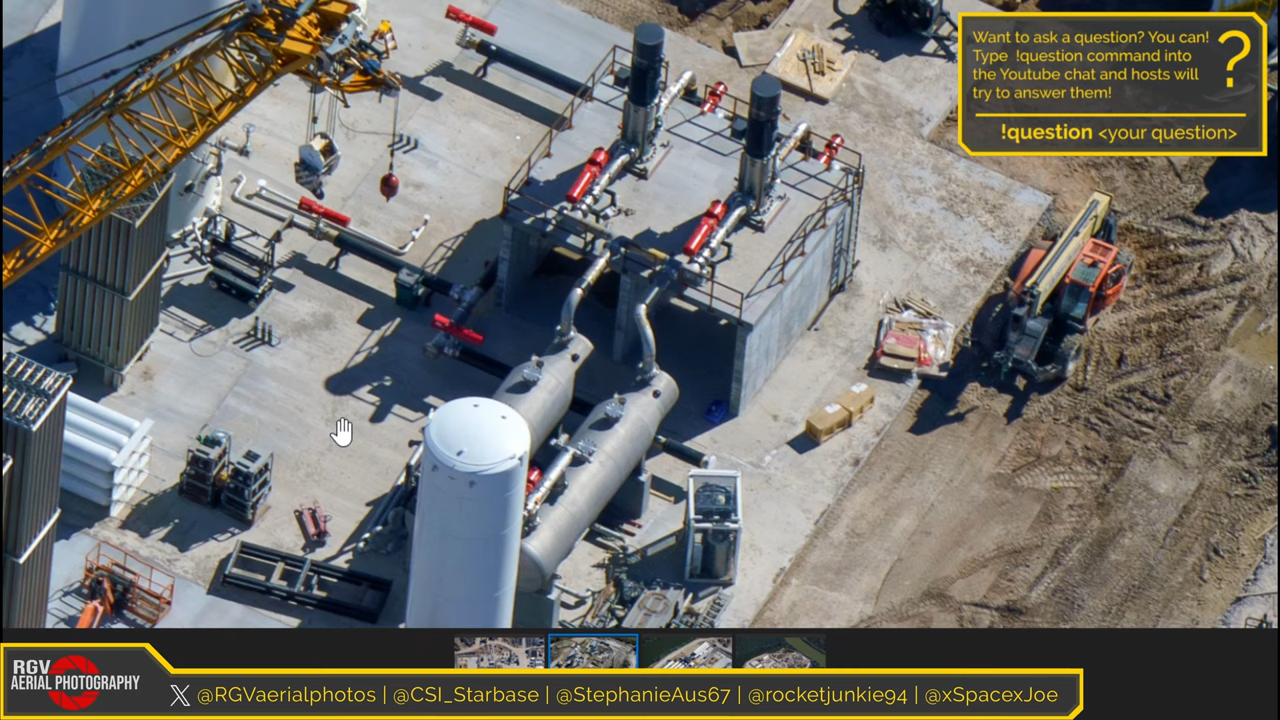 Want to ask a question? You can!
Type !question command into
the Youtube chat and hosts will
try to answer them!
?
!question <your question>
RGV
AERIAL PHOTOGRAPHY
X @RGVaerialphotos | @CSI_Starbase | @StephanieAus67 | @rocketjunkie94 | @xSpacexJoe